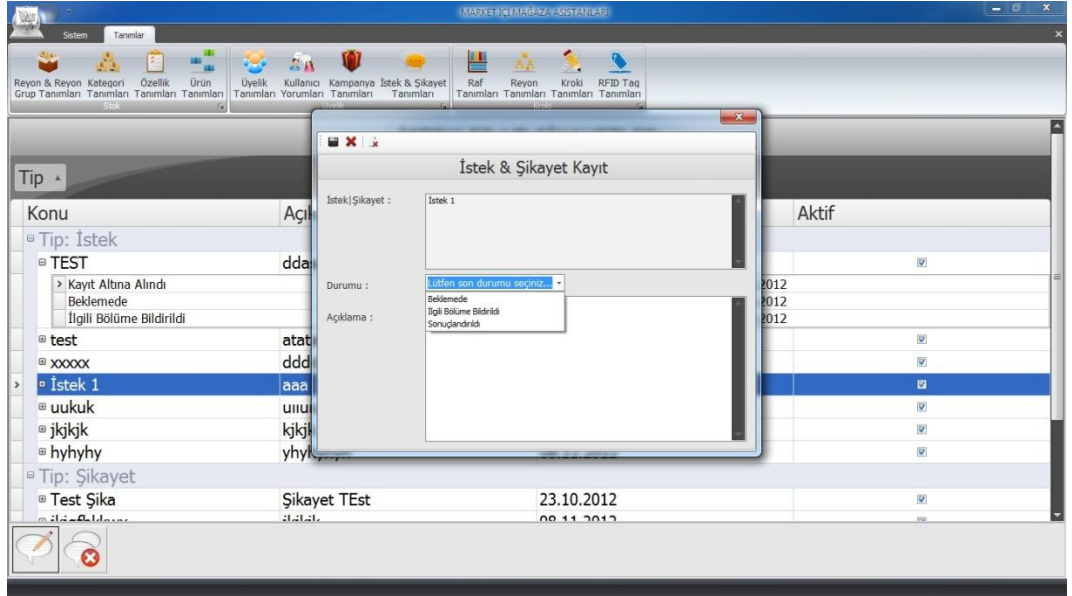 MARKET İÇİ MAĞAZA ASİSTANLARI
Sistem Tanımlar
Reyon & Reyon Grup Tanımları
Kategori Tanımları
Özellik Tanımları
Ürün Tanımları
Üyelik Tanımları
Kullanıcı Yorumları
Kampanya Tanımları
İstek & Şikayet Tanımları
Raf Tanımları
Reyon Tanımları
Kroki Tanımları
RFID Tag Tanımları
Stok Üyelik Kroki
İstek & Şikayet Kayıt
İstek|Şikayet : İstek 1
Durumu : Lütfen son durumu seçiniz...
Beklemede
İlgili Bölüme Bildirildi
Sonuçlandırıldı
Açıklama :
Tip
Konu Aktif
Tip: İstek
TEST
Kayıt Altına Alındı
Beklemede
İlgili Bölüme Bildirildi
test
xxxxx
İstek 1 aaa
uukuk
jkjkjk
hyhyhy
Tip: Şikayet
Test Şika Şikayet TEst 23.10.2012
08.11.2012